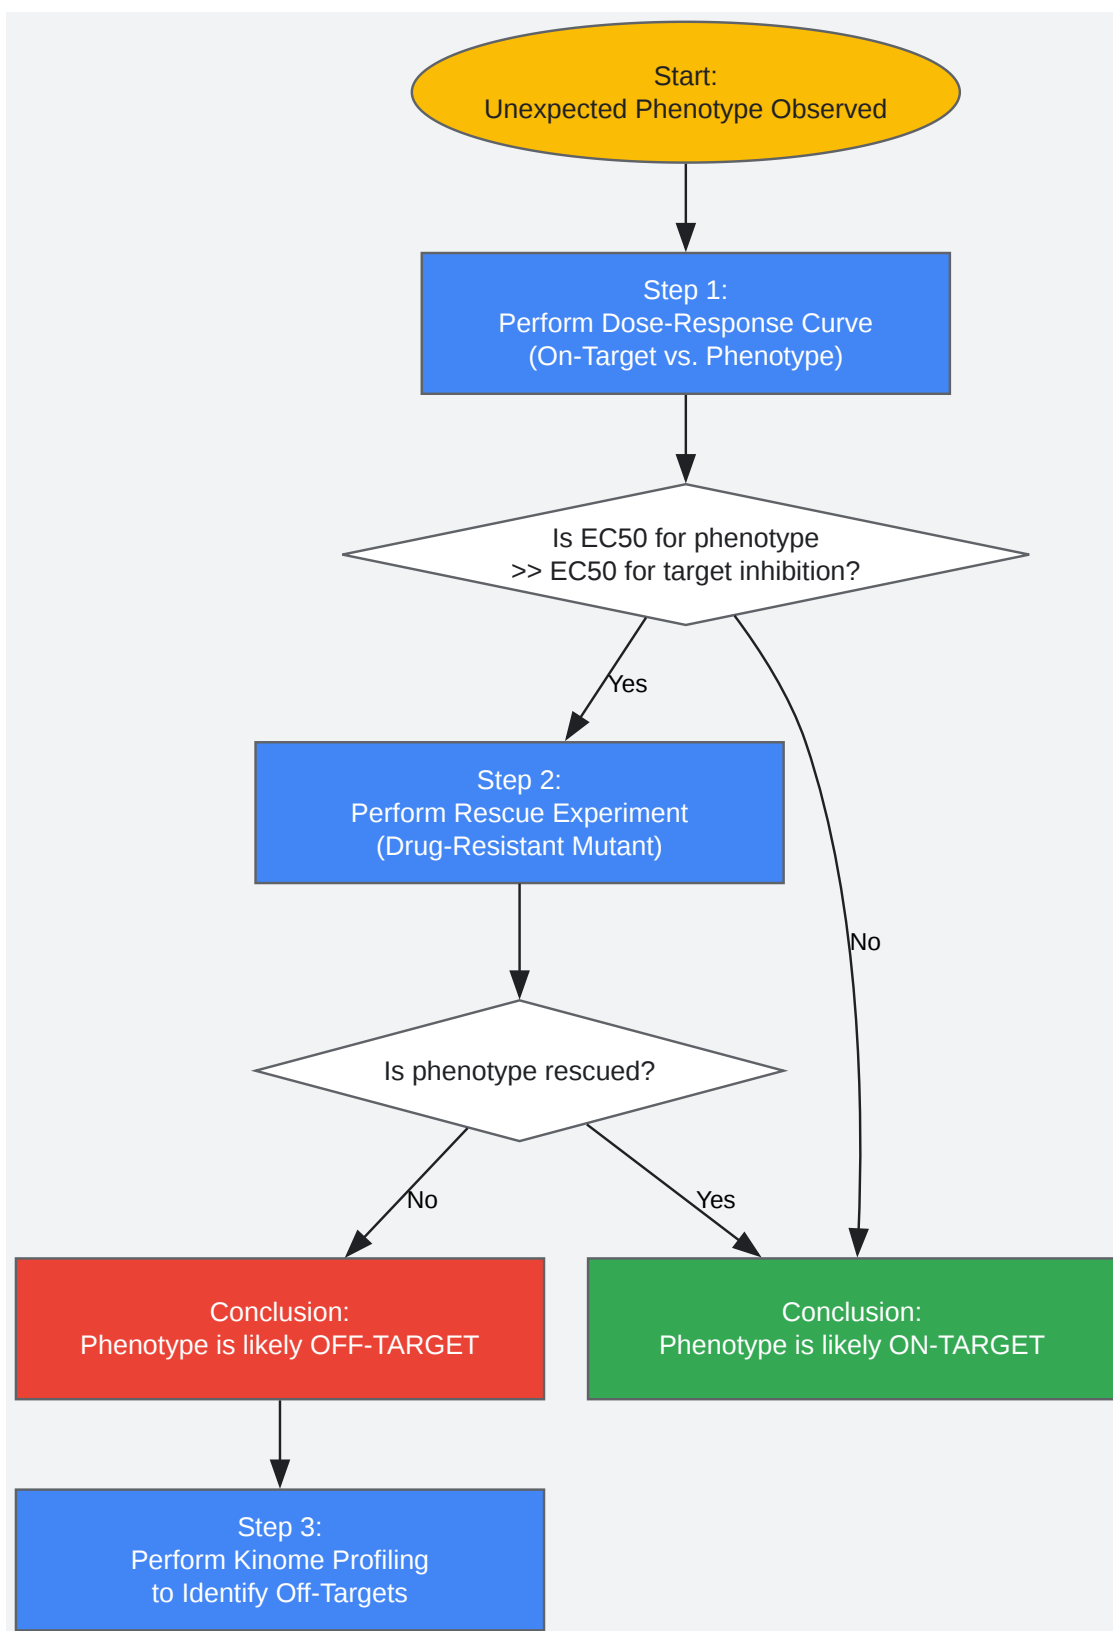 Start:
Unexpected Phenotype Observed
Step 1:
Perform Dose-Response Curve
(On-Target vs. Phenotype)
Is EC50 for phenotype
>> EC50 for target inhibition?
Yes
Step 2:
Perform Rescue Experiment
(Drug-Resistant Mutant)
No
Is phenotype rescued?
No
Yes
Conclusion:
Phenotype is likely OFF-TARGET
Conclusion:
Phenotype is likely ON-TARGET
Step 3:
Perform Kinome Profiling
to Identify Off-Targets